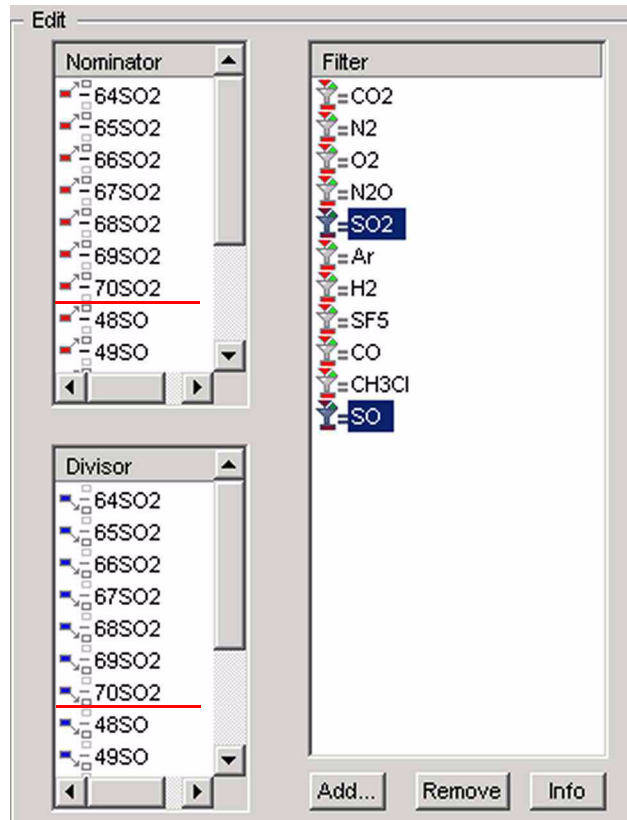 Edit
Nominator
64SO2
65SO2
66SO2
67SO2
68SO2
69SO2
70SO2
48SO
49SO
Divisor
64SO2
65SO2
66SO2
67SO2
68SO2
69SO2
70SO2
48SO
49SO
Filter
=CO2
=N2
=O2
=N2O
=SO2
=Ar
=H2
=SF5
=CO
=CH3Cl
=SO
Add...
Remove
Info